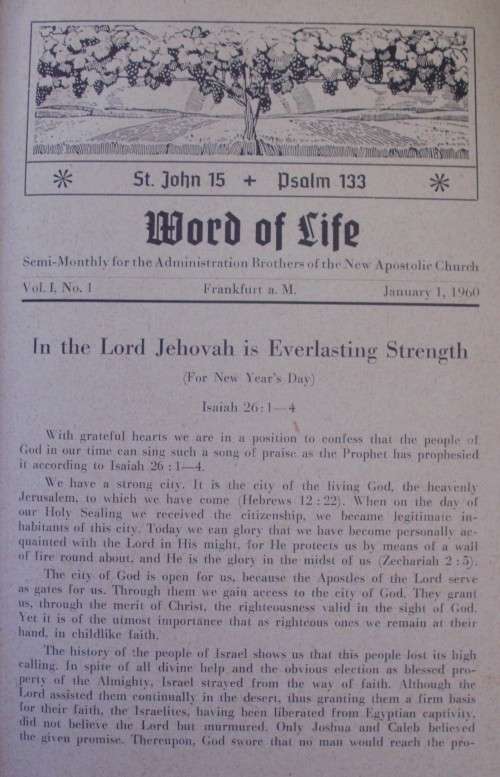 St. John 15 + Psalm 133
Word of Life
Semi-Monthly for the Administration Brothers of the New Apostolic Church
Vol. I, No. 1 Frankfurt a. M. January 1, 1960
In the Lord Jehovah is Everlasting Strength
(For New Year's Day)
Isaiah 26:1—4
With grateful hearts we are in a position to confess that the people of
God in our time can sing such a song of praise as the Prophet has prophesied
it according to Isaiah 26 : 1—4.
We have a strong city. It is the city of the living God, the heavenly
Jerusalem, to which we have come (Hebrews 12 : 22). When on the day of
our Holy Sealing we received the citizenship, we became legitimate in-
habitants of this city. Today we can glory that we have become personally ac-
quainted with the Lord in His might, for He protects us by means of a wall
of fire round about, and He is the glory in the midst of us (Zechariah 2 : 5).
The city of God is open for us, because the Apostles of the Lord serve
as gates for us. Through them we gain access to the city of God. They grant
us, through the merit of Christ, the righteousness valid in the sight of God.
Yet it is of the utmost importance that as righteous ones we remain at their
hand, in childlike faith.
The history of the people of Israel shows us that this people lost its high
calling. In spite of all divine help and the obvious election as blessed pro-
perty of the Almighty, Israel strayed from the way of faith. Although the
Lord assisted them continually in the desert, thus granting them a firm basis
for their faith, the Israelites, having been liberated from Egyptian captivity,
did not believe the Lord but murmured. Only Joshua and Caleb believed
the given promise. Thereupon, God swore that no man would reach the pro-